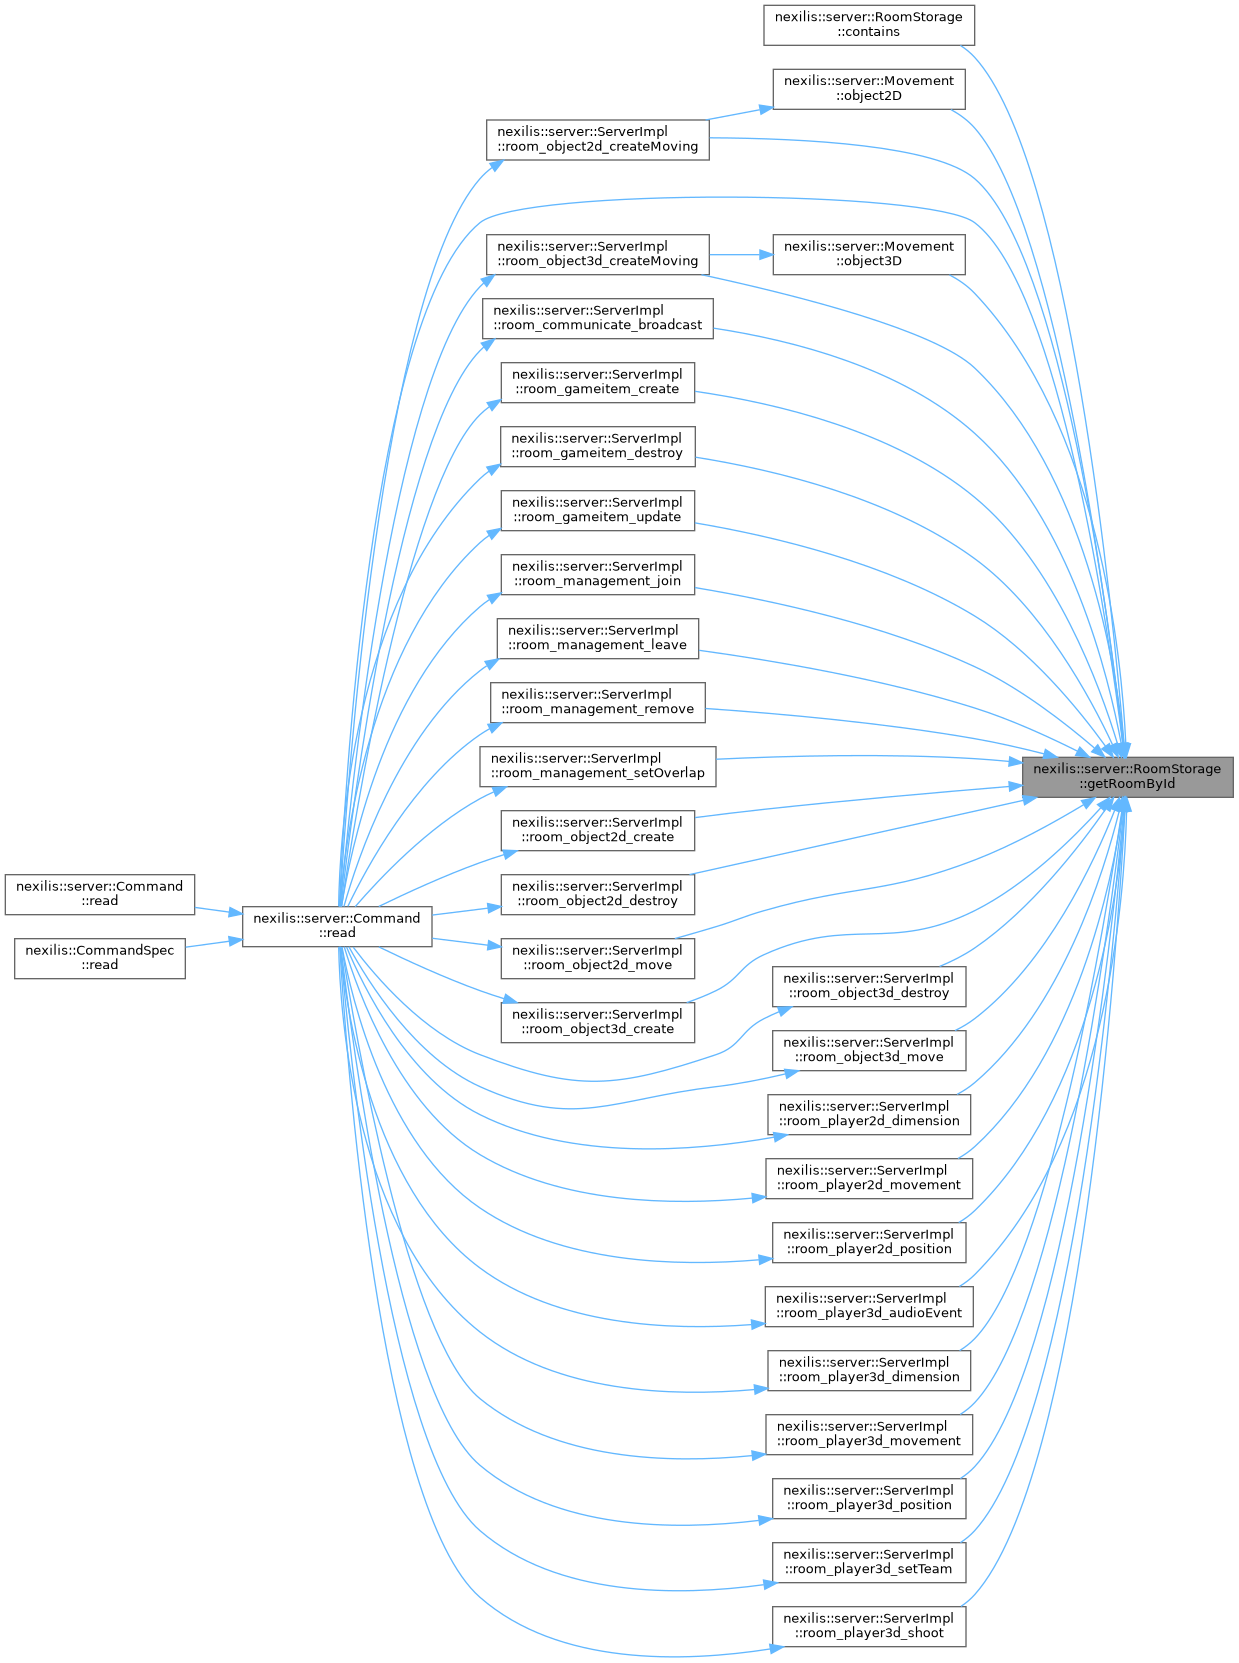 nexilis::server::RoomStorage
::contains
nexilis::server::Movement
::object2D
nexilis::server::ServerImpl
::room_object2d_createMoving
nexilis::server::ServerImpl
::room_object3d_createMoving
nexilis::server::Movement
::object3D
nexilis::server::ServerImpl
::room_communicate_broadcast
nexilis::server::ServerImpl
::room_gameitem_create
nexilis::server::ServerImpl
::room_gameitem_destroy
nexilis::server::ServerImpl
::room_gameitem_update
nexilis::server::ServerImpl
::room_management_join
nexilis::server::ServerImpl
::room_management_leave
nexilis::server::ServerImpl
::room_management_remove
nexilis::server::ServerImpl
::room_management_setOverlap
nexilis::server::RoomStorage
::getRoomById
nexilis::server::ServerImpl
::room_object2d_create
nexilis::server::ServerImpl
::room_object2d_destroy
nexilis::server::Command
::read
nexilis::server::Command
::read
nexilis::CommandSpec
::read
nexilis::server::ServerImpl
::room_object2d_move
nexilis::server::ServerImpl
::room_object3d_destroy
nexilis::server::ServerImpl
::room_object3d_create
nexilis::server::ServerImpl
::room_object3d_move
nexilis::server::ServerImpl
::room_player2d_dimension
nexilis::server::ServerImpl
::room_player2d_movement
nexilis::server::ServerImpl
::room_player2d_position
nexilis::server::ServerImpl
::room_player3d_audioEvent
nexilis::server::ServerImpl
::room_player3d_dimension
nexilis::server::ServerImpl
::room_player3d_movement
nexilis::server::ServerImpl
::room_player3d_position
nexilis::server::ServerImpl
::room_player3d_setTeam
nexilis::server::ServerImpl
::room_player3d_shoot